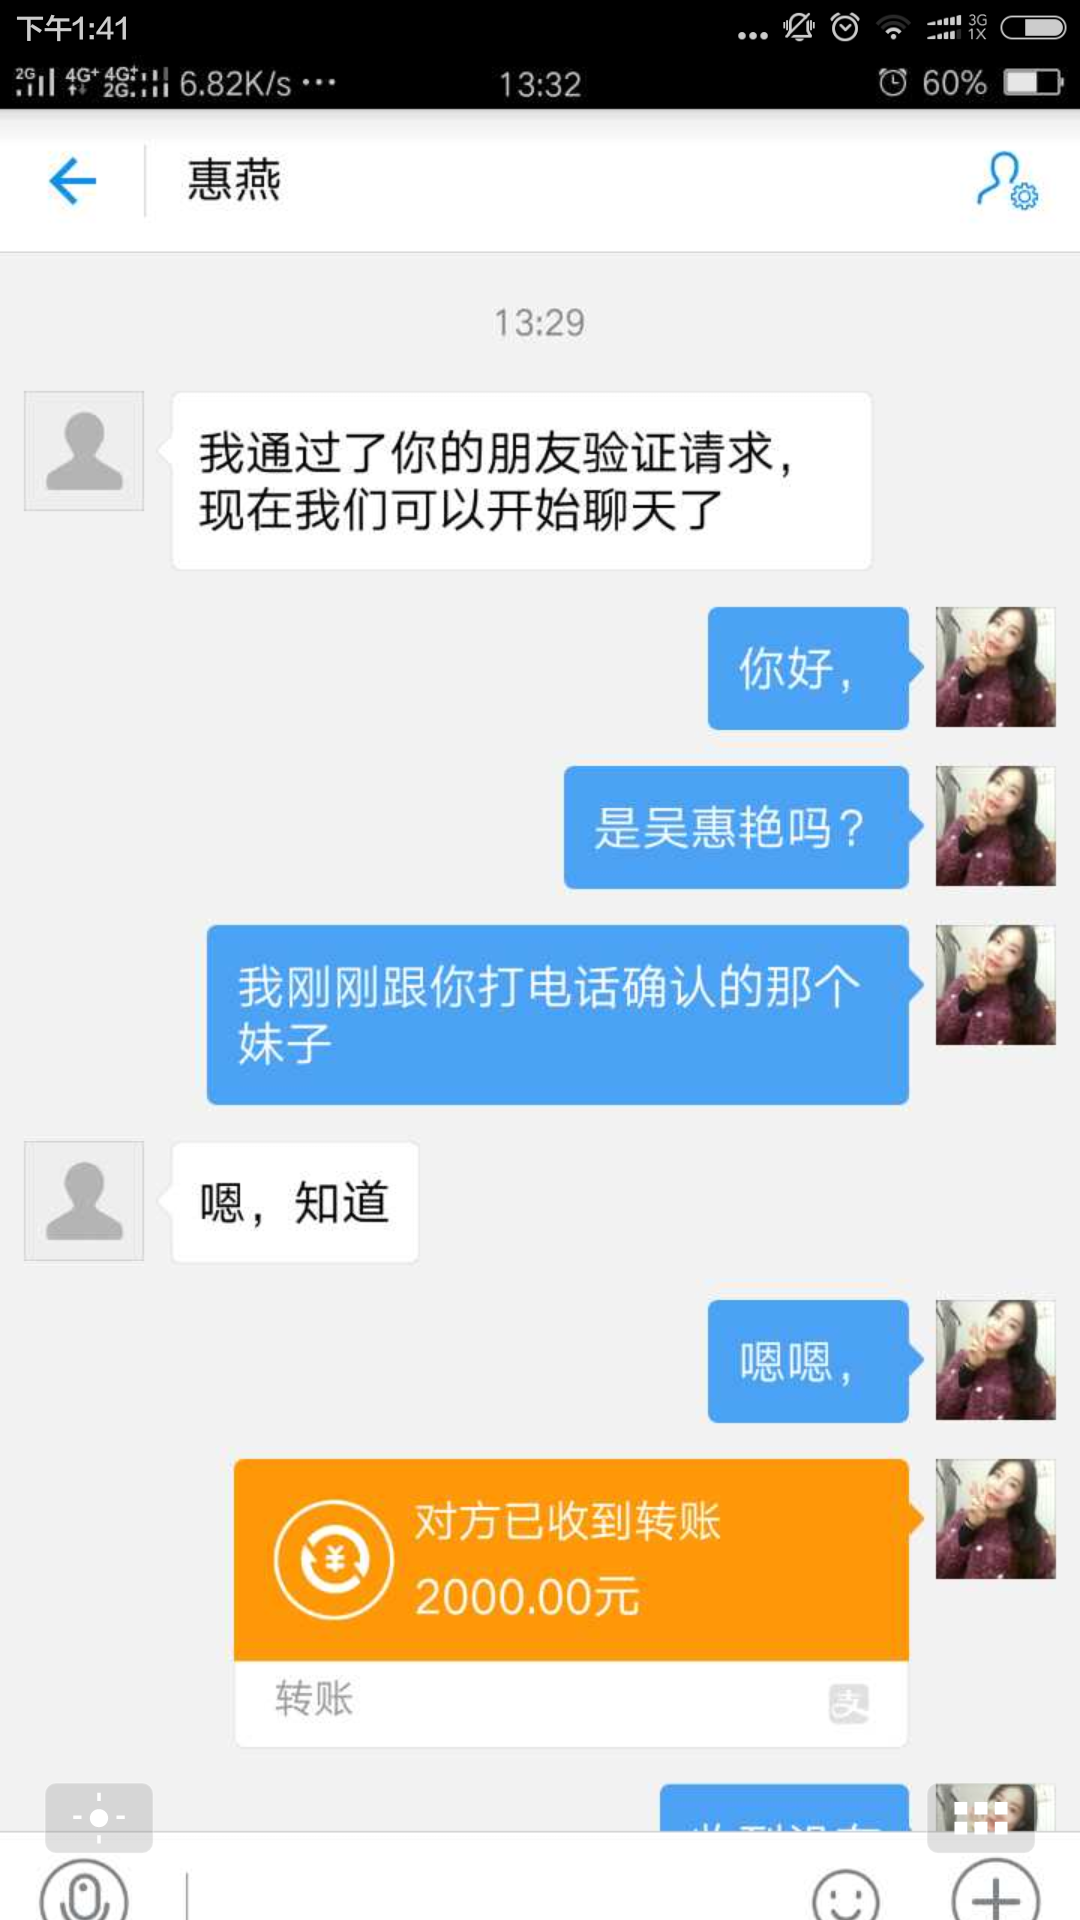 下午1:41
3G
1X
2G 4G+ 4G+ 2G 6.82K/s ...
13:32
60%
惠燕
13:29
我通过了你的朋友验证请求，
现在我们可以开始聊天了
你好，
是吴惠艳吗？
我刚刚跟你打电话确认的那个
妹子
嗯，知道
嗯嗯，
对方已收到转账
2000.00元
转账
支